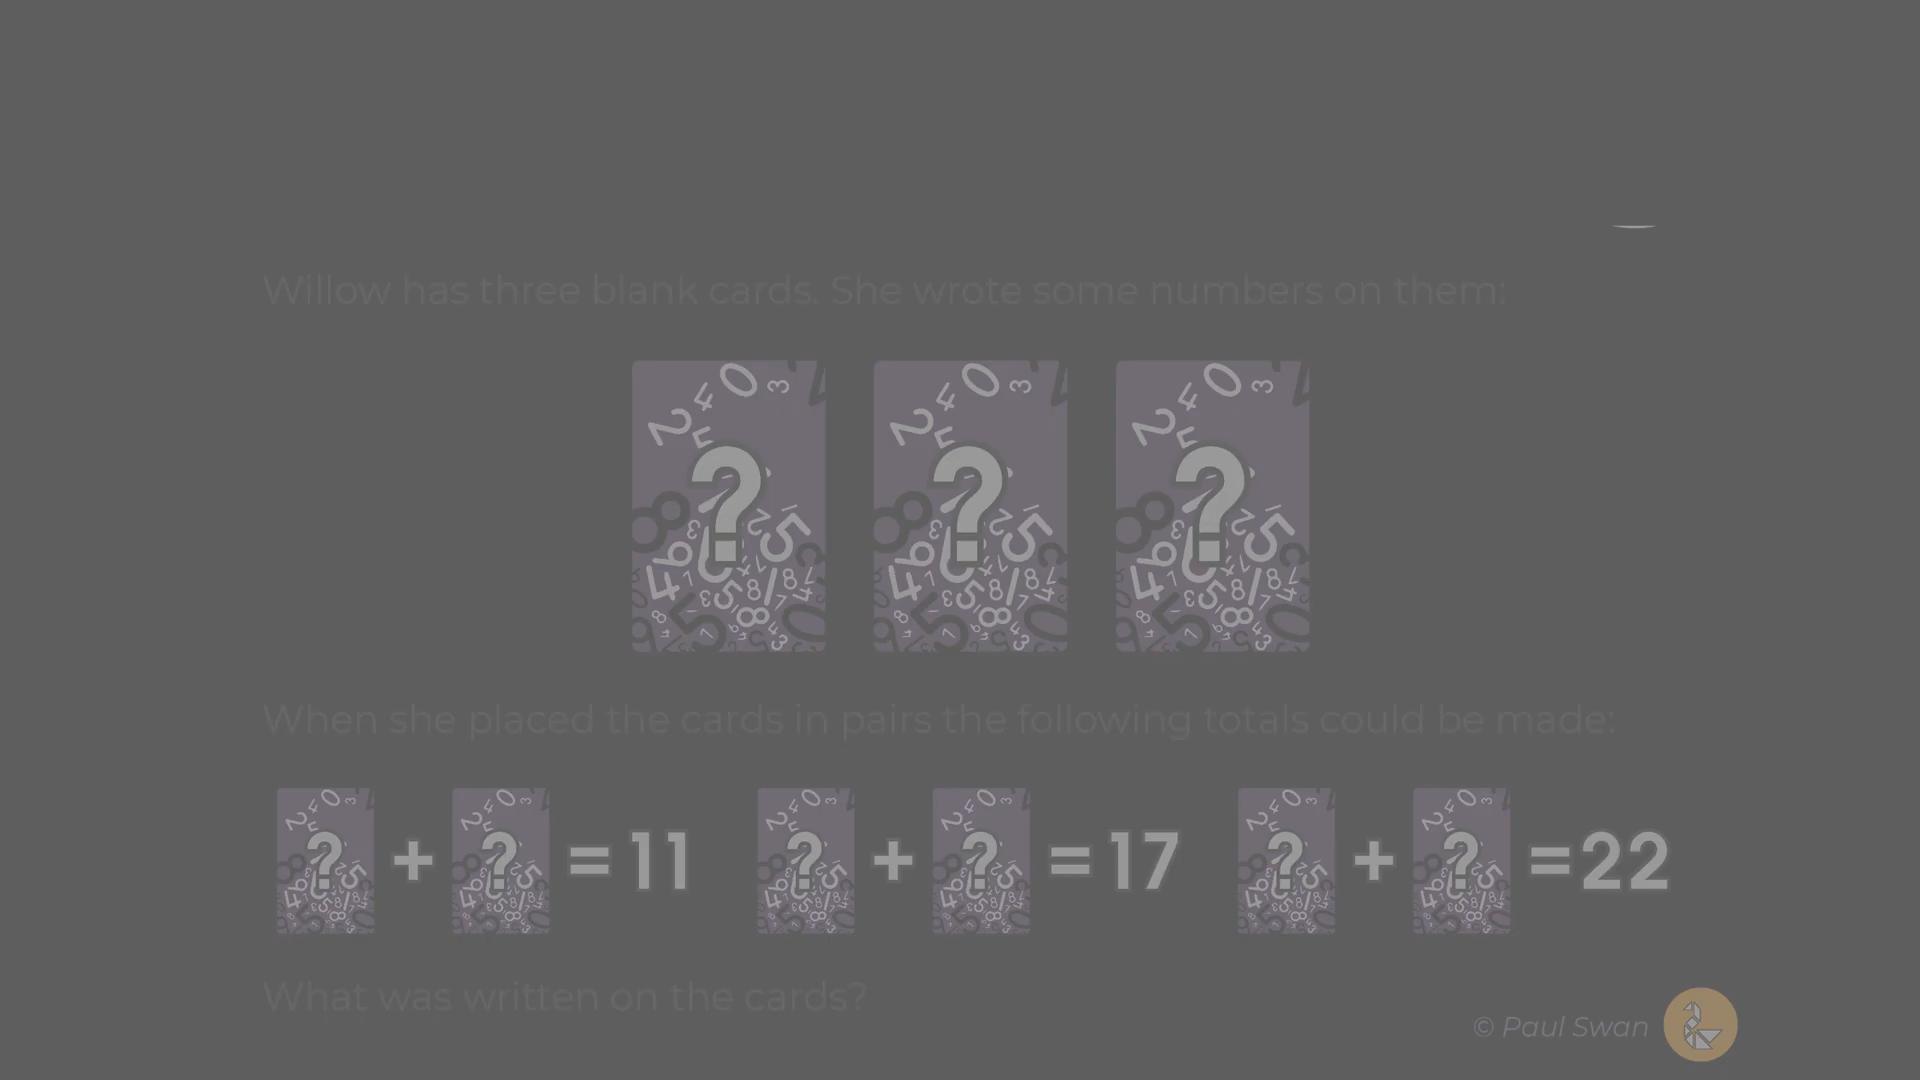 Willow has three blank cards. She wrote some numbers on them:
? ? ?
When she placed the cards in pairs the following totals could be made:
? + ? = 11 ? + ? = 17 ? + ? = 22
What was written on the cards?
© Paul Swan